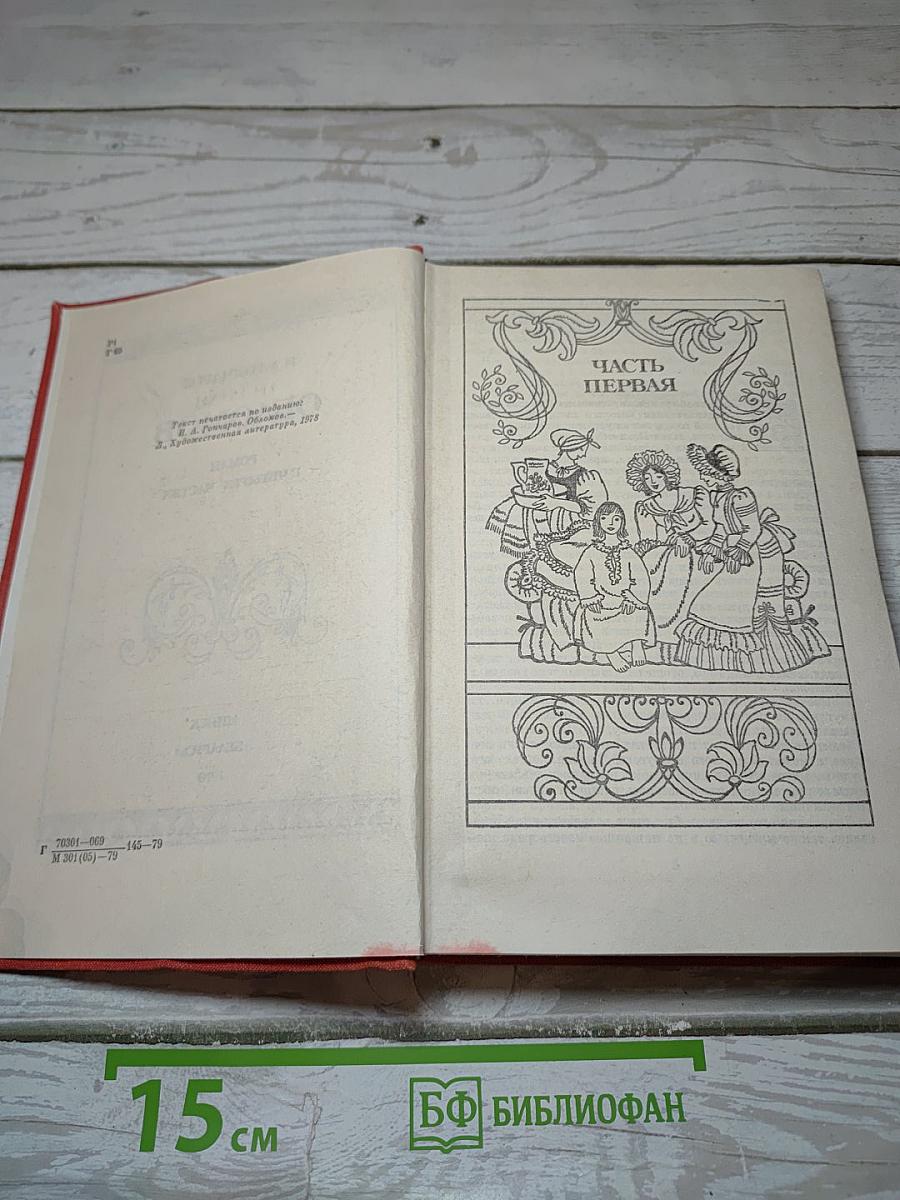 Р1
Г65
Текст печатается по изданию:
И. А. Гончаров. Обломов.—
Л., Художественная литература, 1978
Г 70301—069 145—79
М 301(05)—79
ЧАСТЬ
ПЕРВАЯ
15 см
БФ БИБЛИОФАН